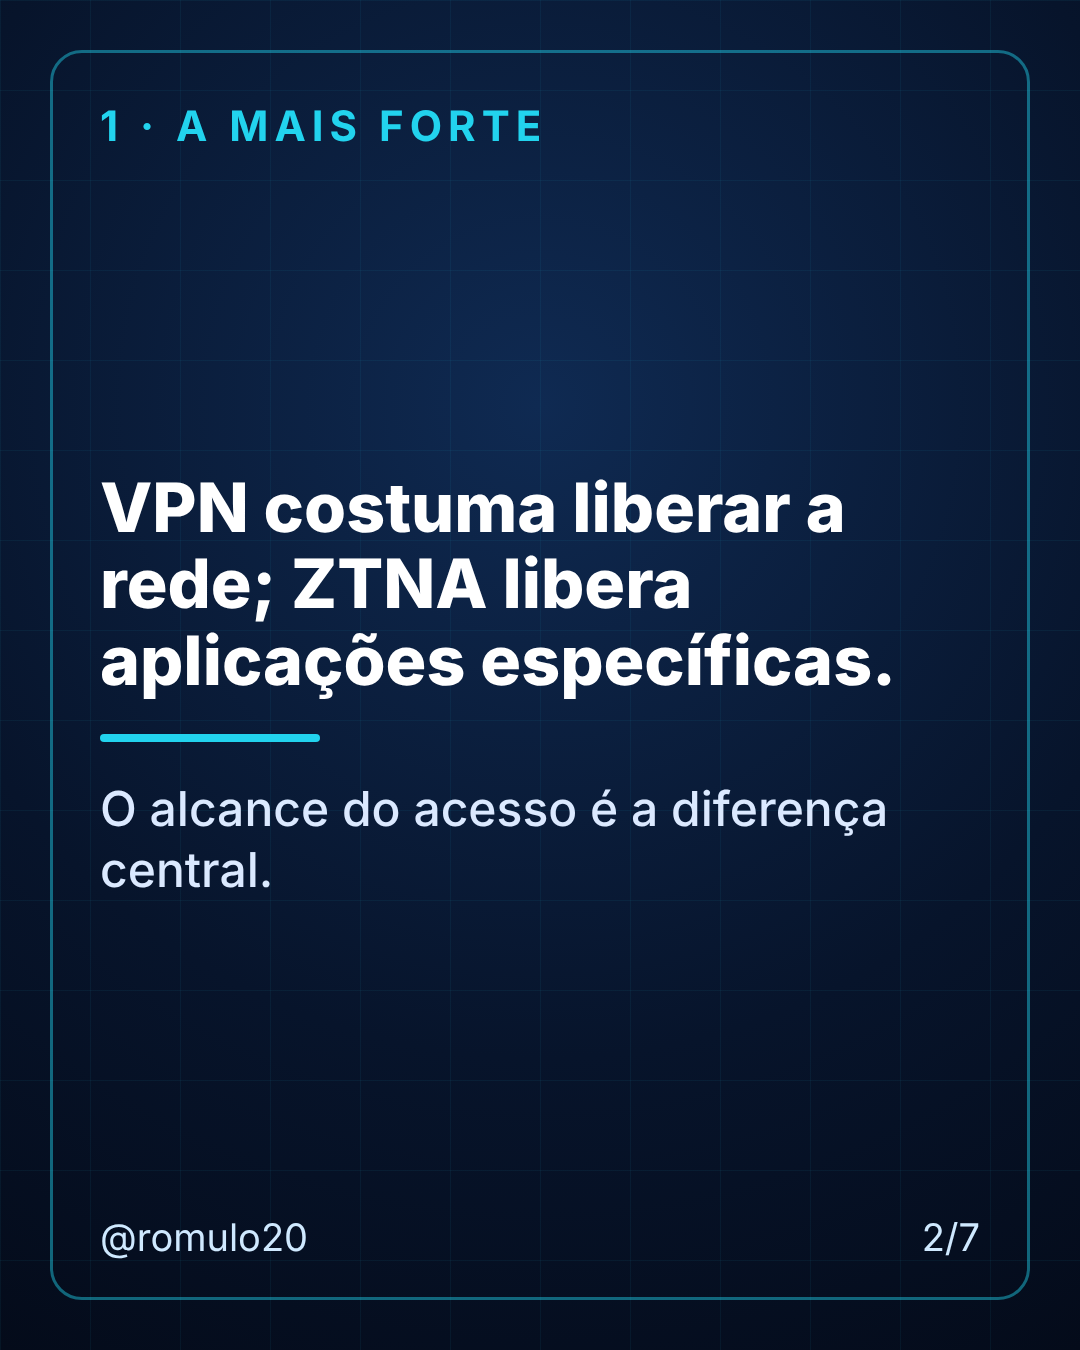 1 · A MAIS FORTE
VPN costuma liberar a
rede; ZTNA libera
aplicações específicas.
O alcance do acesso é a diferença
central.
@romulo20
2/7